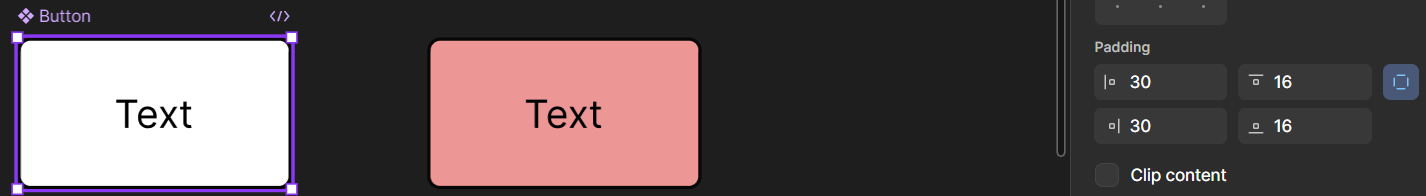 Button
Text
Text
Padding
30
16
30
16
Clip content